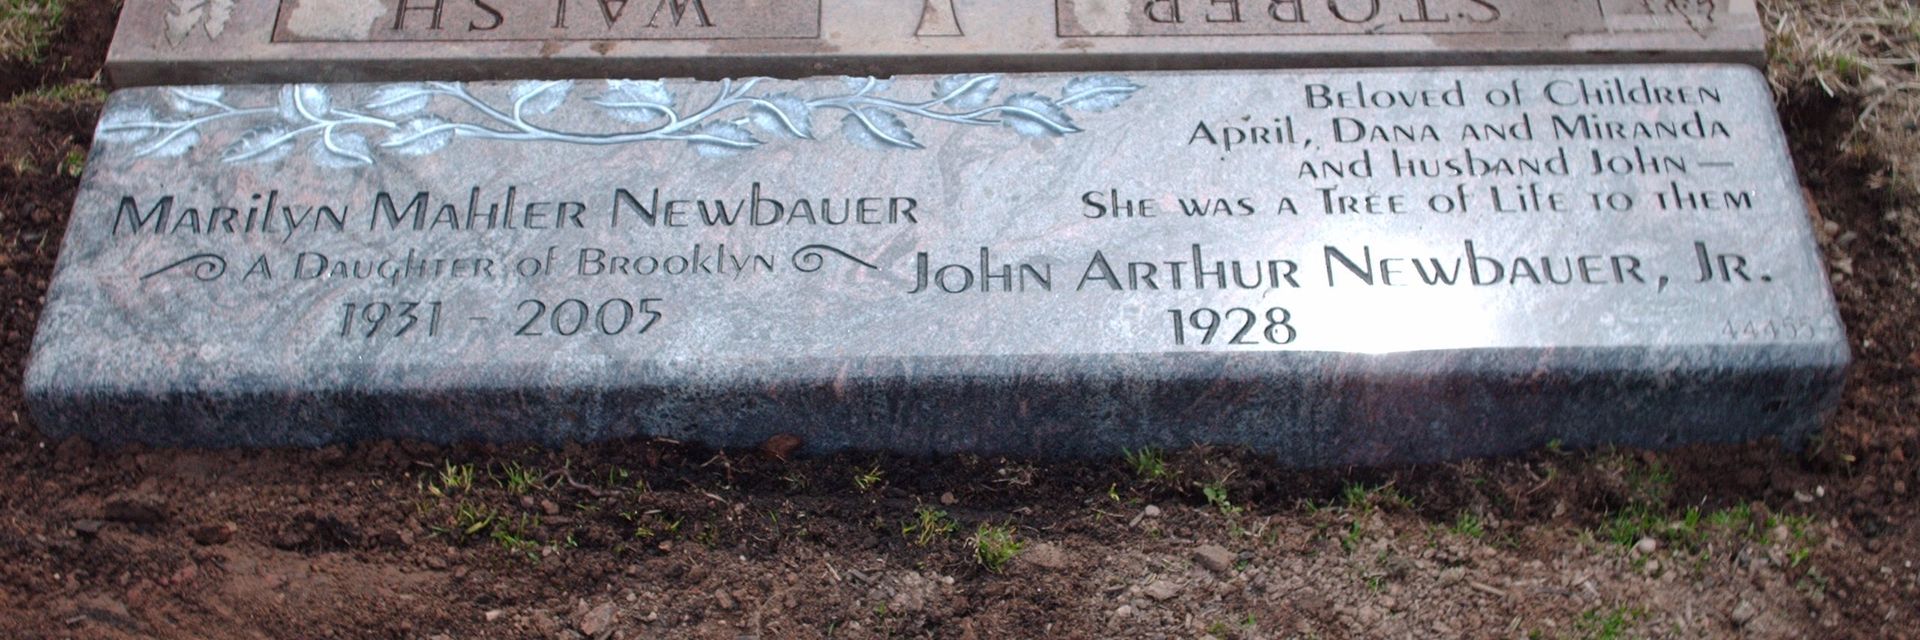 WALSH
STOBER
Beloved of Children
April, Dana and Miranda
and husband John —
She was a Tree of Life to them
Marilyn Mahler Newbauer
A Daughter of Brooklyn
1931 - 2005
John Arthur Newbauer, Jr.
1928
44455